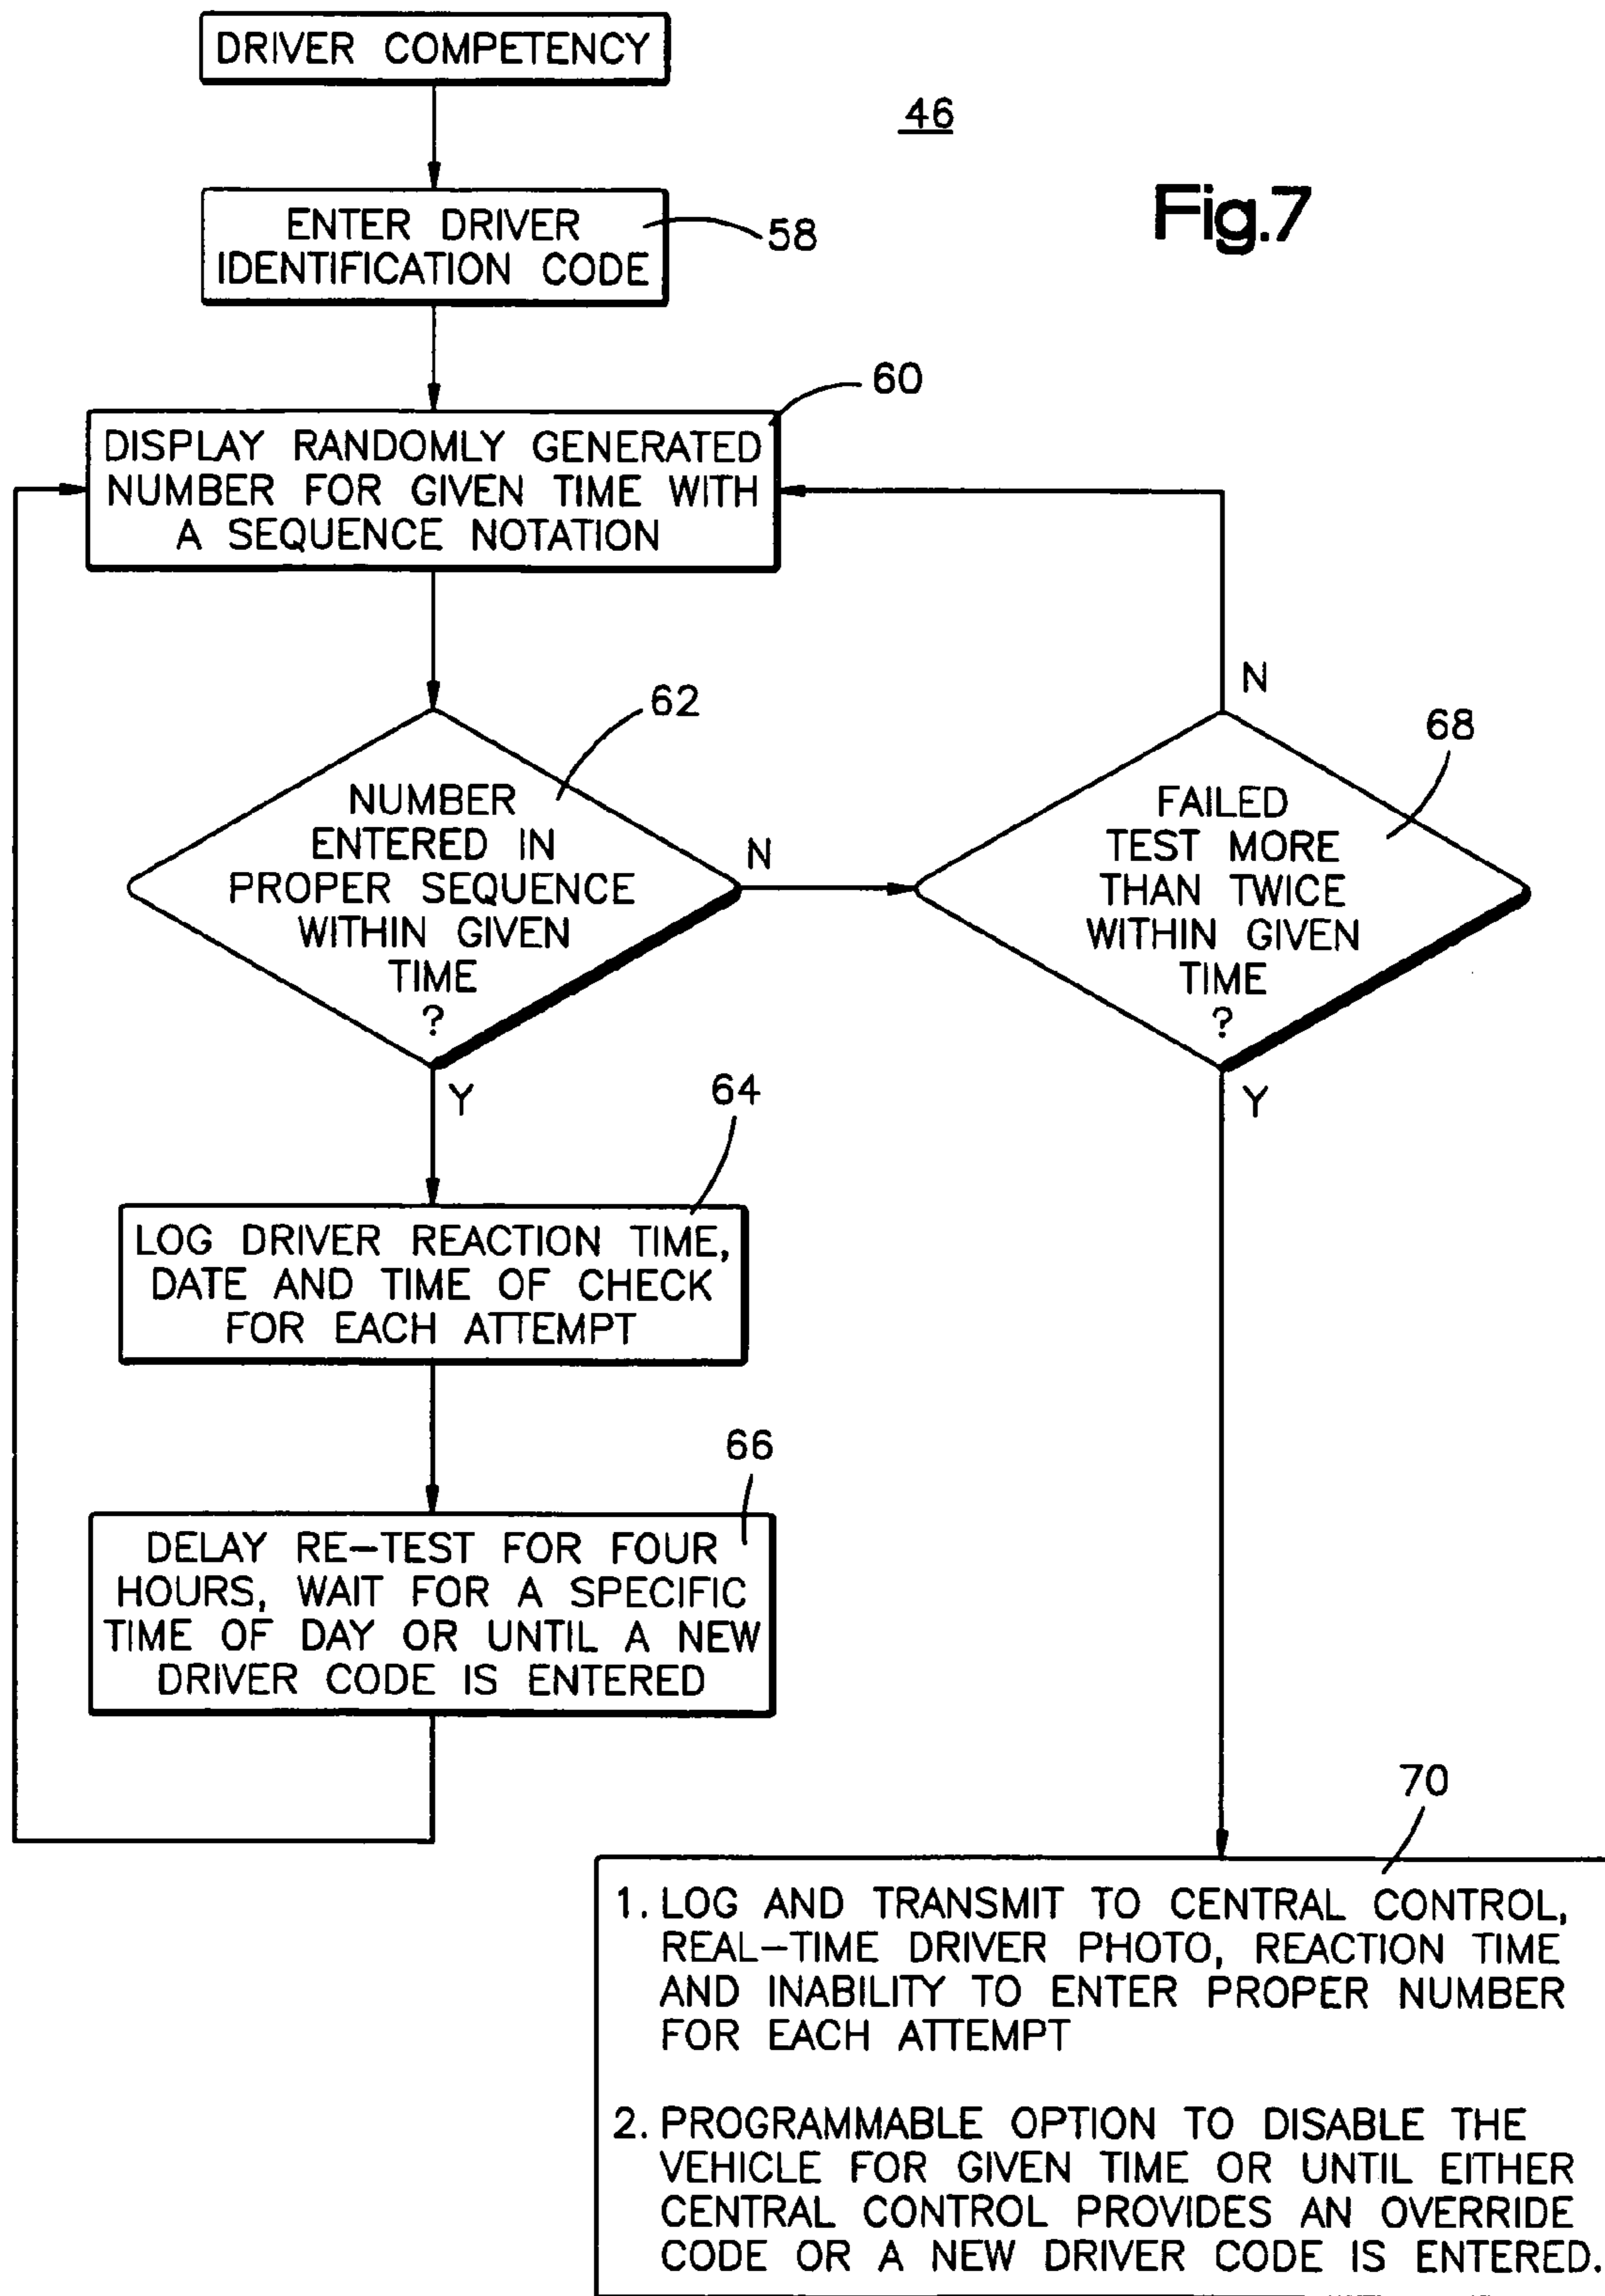 DRIVER COMPETENCY
46
Fig.7
ENTER DRIVER
IDENTIFICATION CODE
58
60
DISPLAY RANDOMLY GENERATED
NUMBER FOR GIVEN TIME WITH
A SEQUENCE NOTATION
62
NUMBER
ENTERED IN
PROPER SEQUENCE
WITHIN GIVEN
TIME
?
N
Y
68
FAILED
TEST MORE
THAN TWICE
WITHIN GIVEN
TIME
?
N
Y
64
LOG DRIVER REACTION TIME,
DATE AND TIME OF CHECK
FOR EACH ATTEMPT
66
DELAY RE-TEST FOR FOUR
HOURS, WAIT FOR A SPECIFIC
TIME OF DAY OR UNTIL A NEW
DRIVER CODE IS ENTERED
70
1. LOG AND TRANSMIT TO CENTRAL CONTROL,
REAL-TIME DRIVER PHOTO, REACTION TIME
AND INABILITY TO ENTER PROPER NUMBER
FOR EACH ATTEMPT
2. PROGRAMMABLE OPTION TO DISABLE THE
VEHICLE FOR GIVEN TIME OR UNTIL EITHER
CENTRAL CONTROL PROVIDES AN OVERRIDE
CODE OR A NEW DRIVER CODE IS ENTERED.